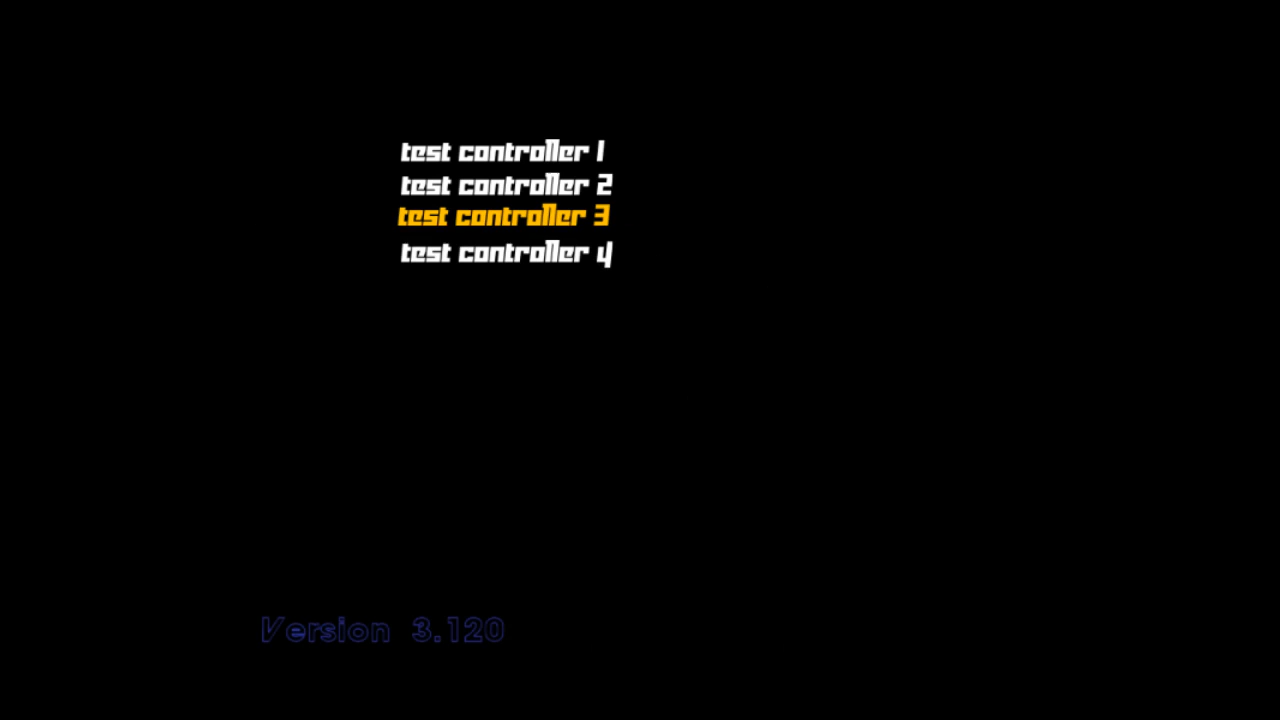 test controller 1
test controller 2
test controller 3
test controller 4
Version 3.120